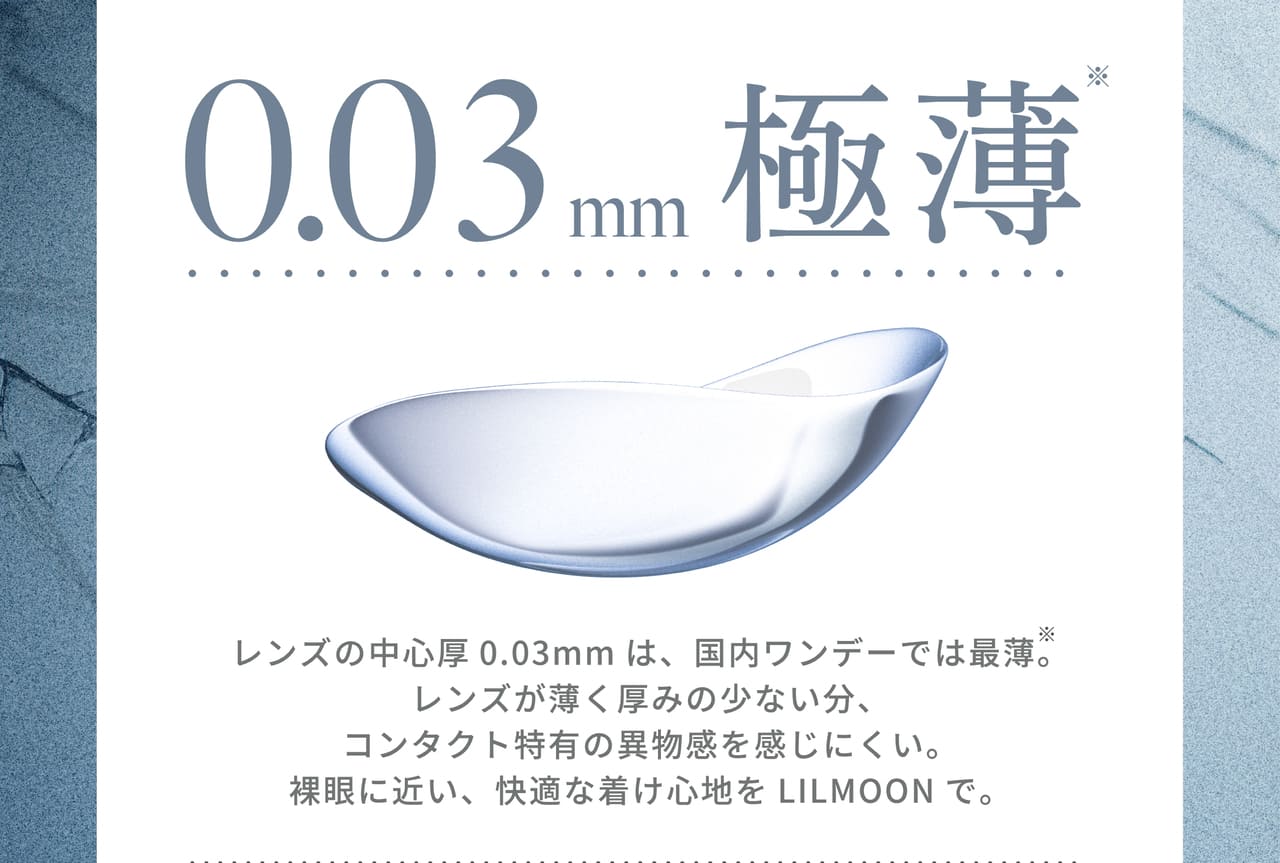 0.03mm 極薄※
レンズの中心厚 0.03mm は、国内ワンデーでは最薄。※
レンズが薄く厚みの少ない分、
コンタクト特有の異物感を感じにくい。
裸眼に近い、快適な着け心地を LILMOON で。